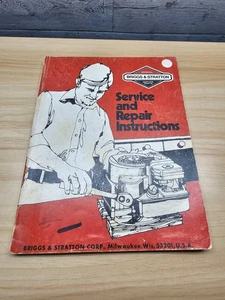 BRIGGS & STRATTON
Service
and
Repair
Instructions
BRIGGS & STRATTON CORP. Milwaukee, Wis. 53201, U.S.A.